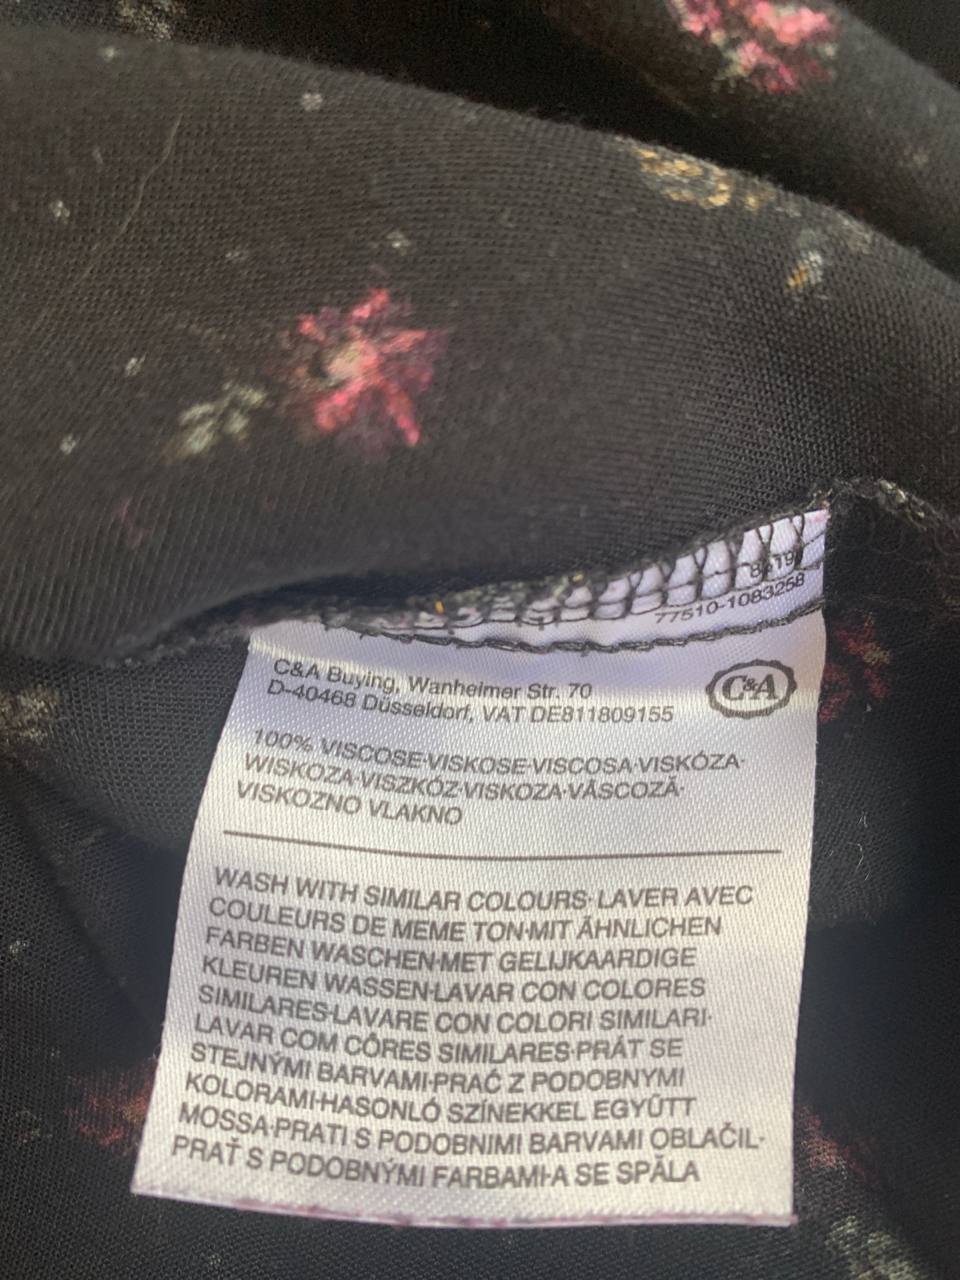 77510-1083258
C&A Buying, Wanheimer Str. 70
D-40468 Düsseldorf, VAT DE811809155
C&A
100% VISCOSE·VISKOSE·VISCOSA·VISKÓZA·
WISKOZA·VISZKÓZ·VISKOZA·VÂSCOZĂ·
VISKOZNO VLAKNO
WASH WITH SIMILAR COLOURS· LAVER AVEC
COULEURS DE MEME TON·MIT ÄHNLICHEN
FARBEN WASCHEN·MET GELIJKAARDIGE
KLEUREN WASSEN·LAVAR CON COLORES
SIMILARES·LAVARE CON COLORI SIMILARI·
LAVAR COM CÔRES SIMILARES·PRÁT SE
STEJNÝMI BARVAMI·PRAĆ Z PODOBNYMI
KOLORAMI·HASONLÓ SZÍNEKKEL EGYÜTT
MOSSA·PRATI S PODOBNIMI BARVAMI OBLAČIL·
PRAŤ S PODOBNÝMI FARBAMI·A SE SPĂLA